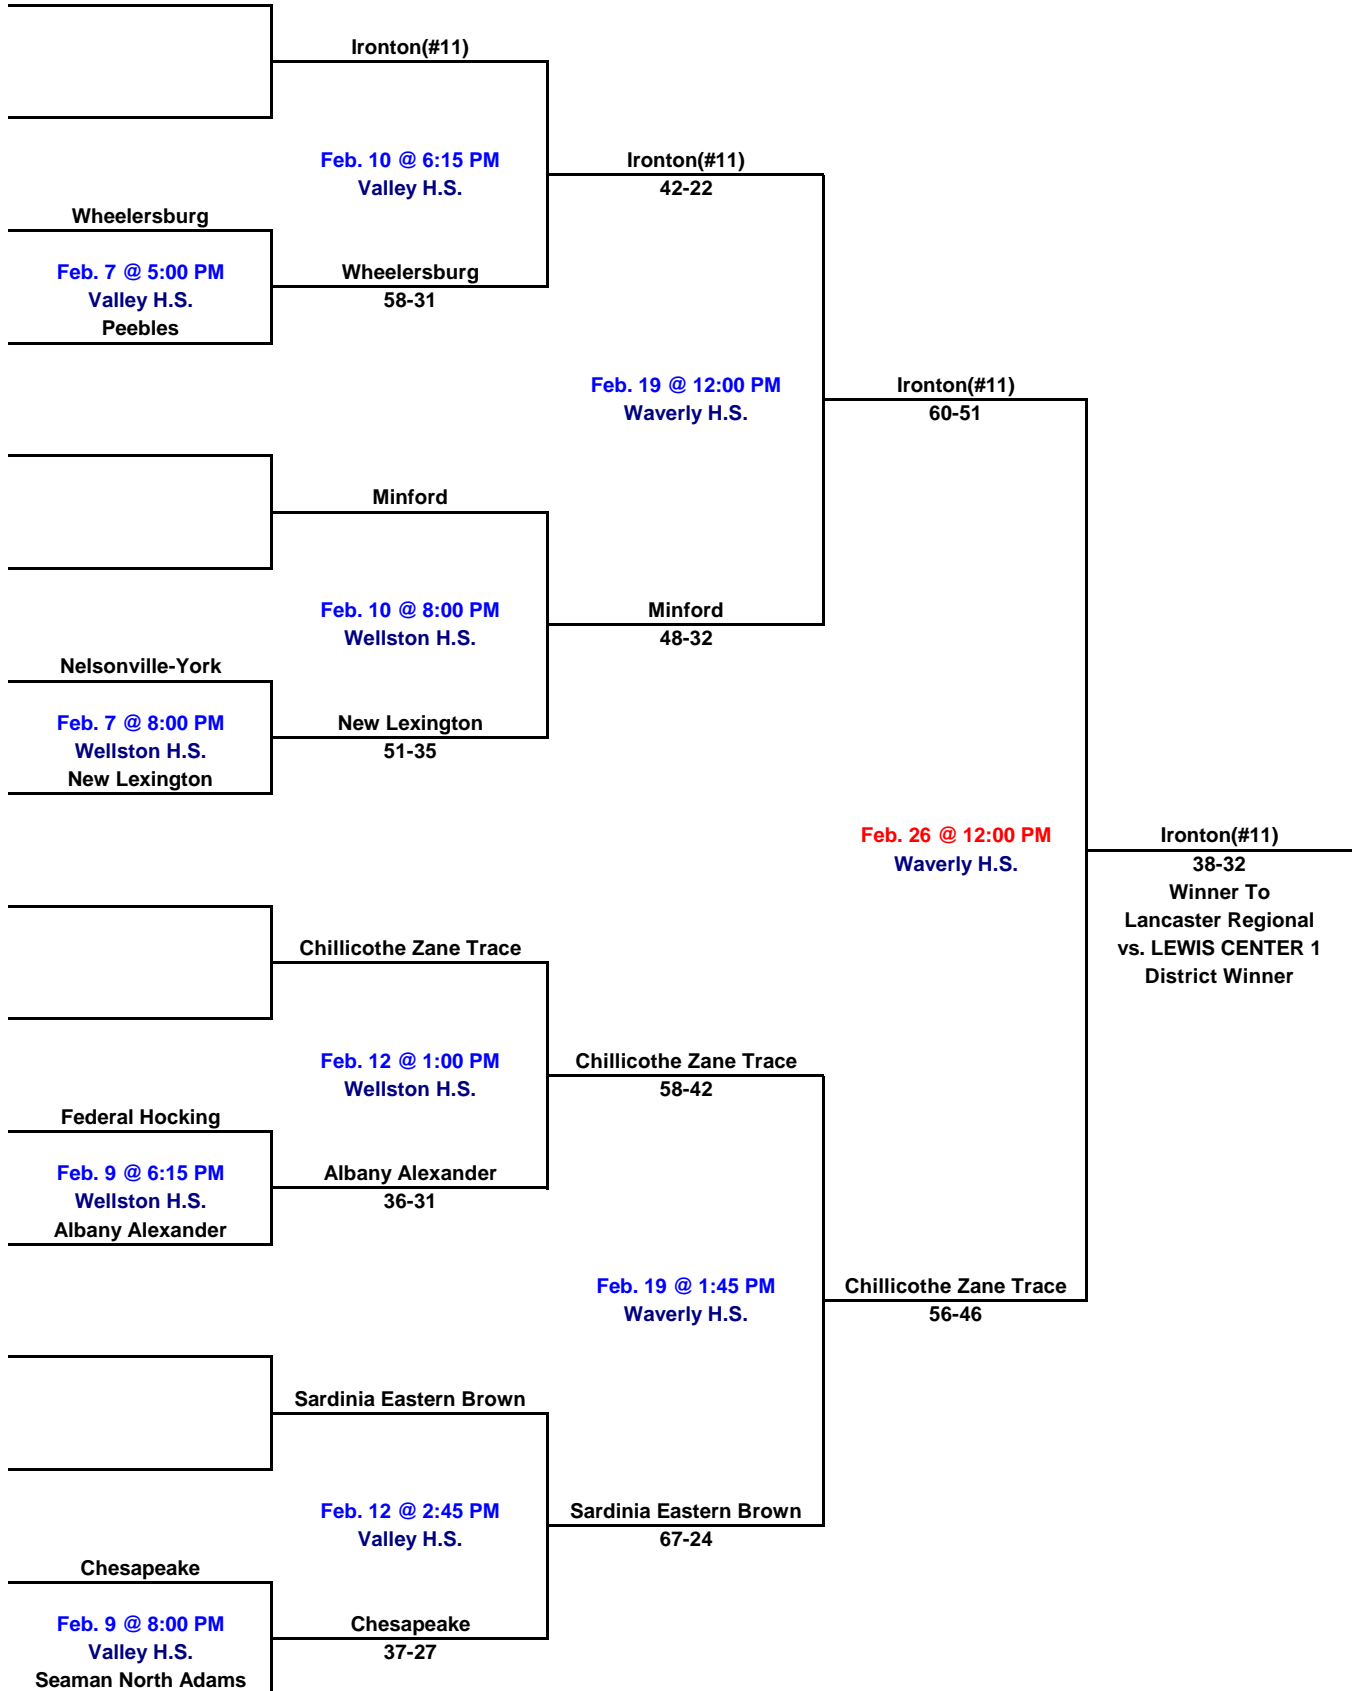 Ironton(#11)
Feb. 10 @ 6:15 PM
Valley H.S.
Ironton(#11)
42-22
Wheelersburg
Feb. 7 @ 5:00 PM
Valley H.S.
Peebles
Wheelersburg
58-31
Feb. 19 @ 12:00 PM
Waverly H.S.
Ironton(#11)
60-51
Minford
Feb. 10 @ 8:00 PM
Wellston H.S.
Minford
48-32
Nelsonville-York
Feb. 7 @ 8:00 PM
Wellston H.S.
New Lexington
New Lexington
51-35
Feb. 26 @ 12:00 PM
Waverly H.S.
Ironton(#11)
38-32
Winner To
Lancaster Regional
vs. LEWIS CENTER 1
District Winner
Chillicothe Zane Trace
Feb. 12 @ 1:00 PM
Wellston H.S.
Chillicothe Zane Trace
58-42
Federal Hocking
Feb. 9 @ 6:15 PM
Wellston H.S.
Albany Alexander
Albany Alexander
36-31
Feb. 19 @ 1:45 PM
Waverly H.S.
Chillicothe Zane Trace
56-46
Sardinia Eastern Brown
Feb. 12 @ 2:45 PM
Valley H.S.
Sardinia Eastern Brown
67-24
Chesapeake
Feb. 9 @ 8:00 PM
Valley H.S.
Seaman North Adams
Chesapeake
37-27